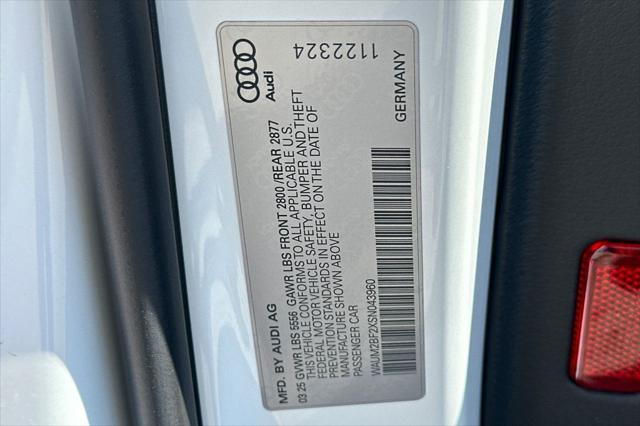 1122324
Audi
MFD. BY AUDI AG
03 25 GVWR LBS 5556 GAWR LBS FRONT 2800 /REAR 2877
THIS VEHICLE CONFORMS TO ALL APPLICABLE U.S.
FEDERAL MOTOR VEHICLE SAFETY, BUMPER AND THEFT
PREVENTION STANDARDS IN EFFECT ON THE DATE OF
MANUFACTURE SHOWN ABOVE
PASSENGER CAR
WAUM2BF2XSN043960
GERMANY